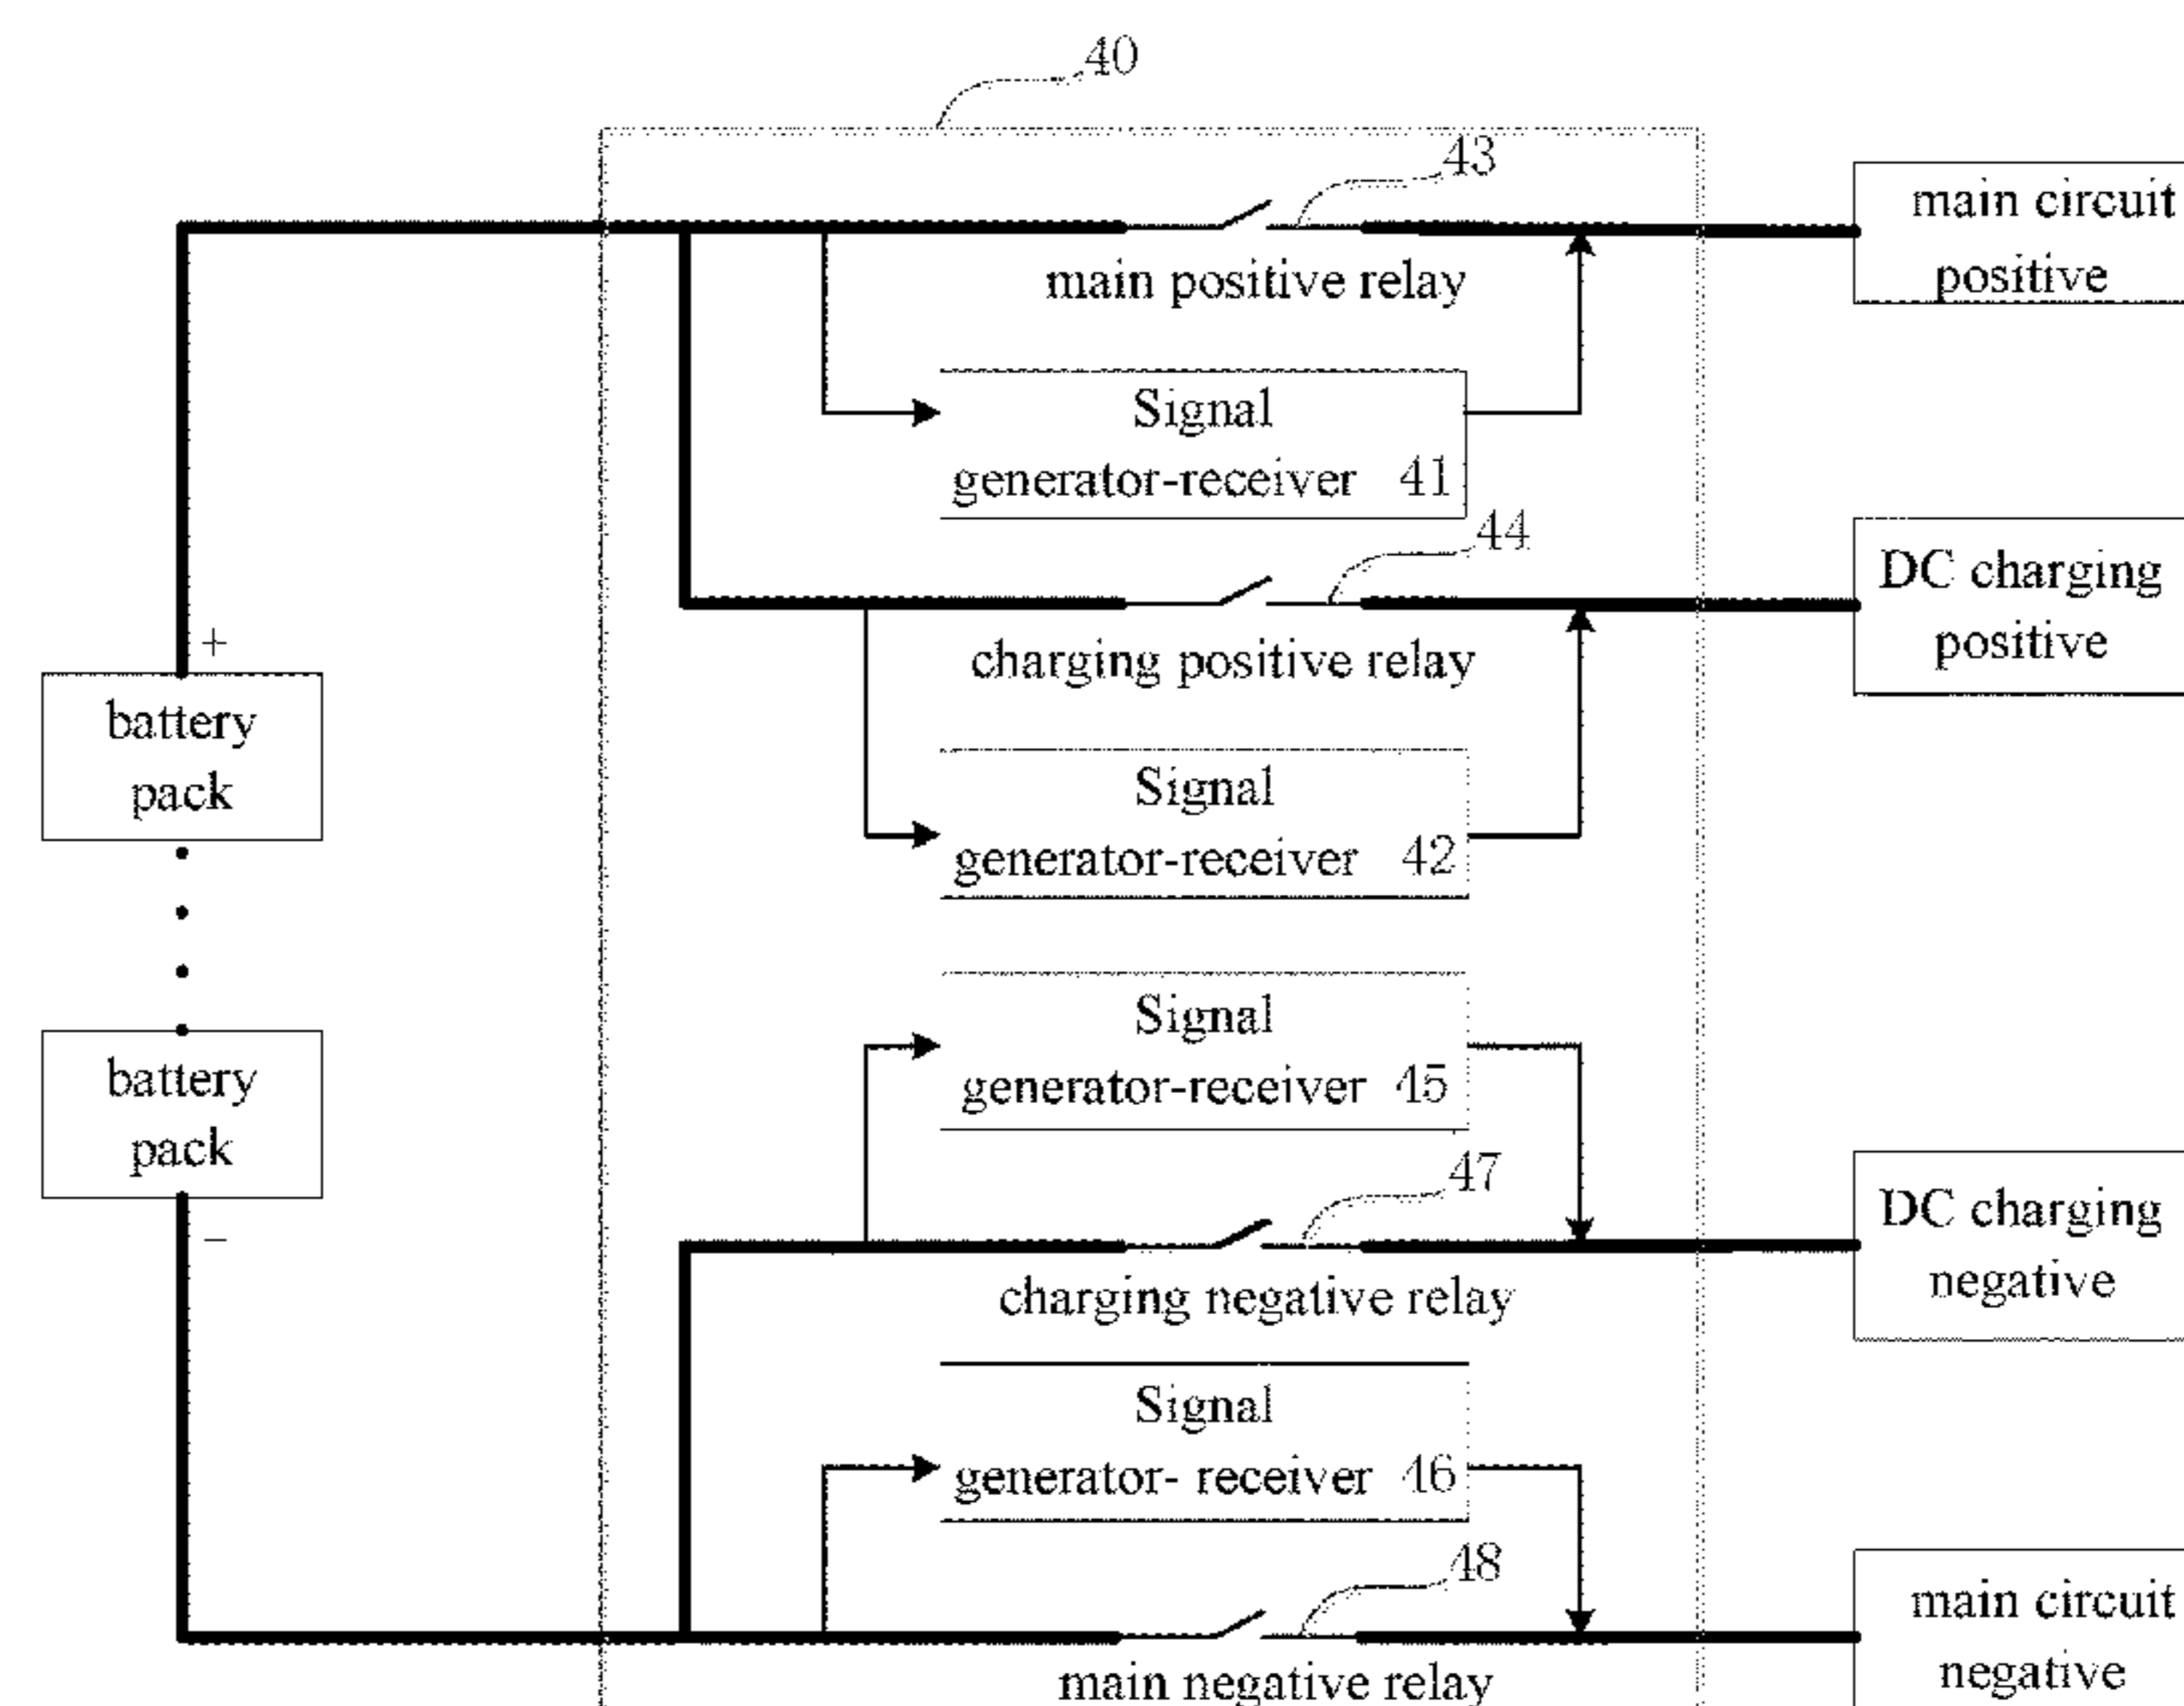 40
43
main circuit
positive
main positive relay
Signal
generator-receiver 41
44
DC charging
positive
+
charging positive relay
battery
pack
Signal
generator-receiver 42
Signal
generator-receiver 45
battery
pack
47
DC charging
negative
−
charging negative relay
Signal
generator- receiver 46
48
main circuit
negative
main negative relay